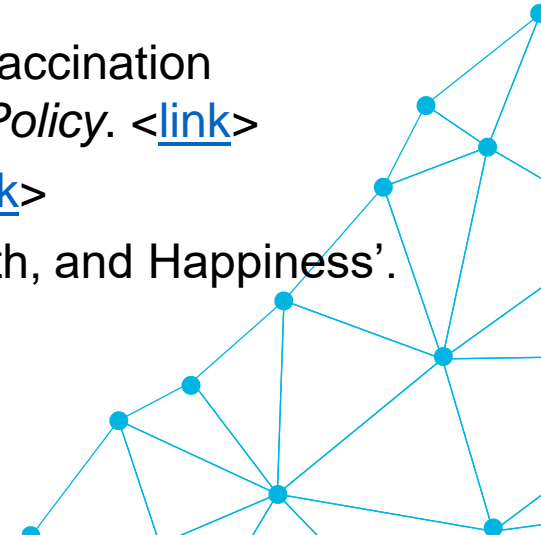 accination
Policy. <link>
k>
th, and Happiness’.